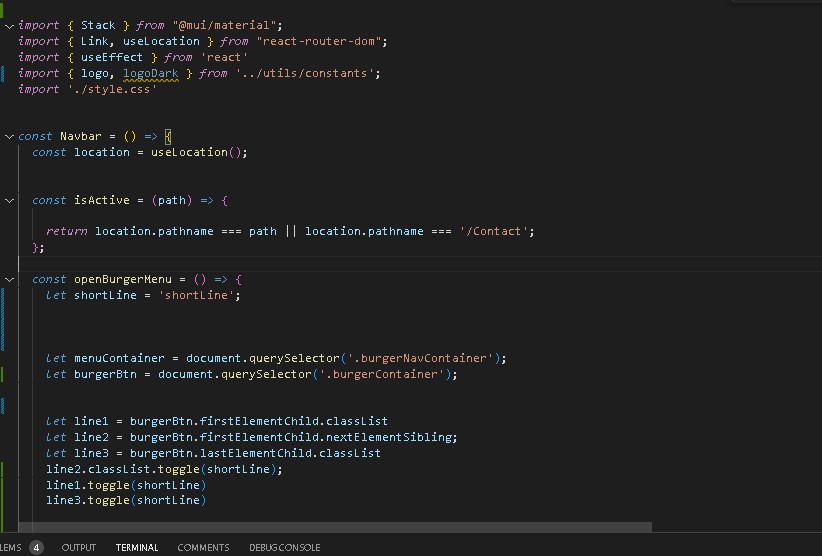 import { Stack } from "@mui/material";
import { Link, useLocation } from "react-router-dom";
import { useEffect } from 'react'
import { logo, logoDark } from '../utils/constants';
import './style.css'
const Navbar = () => {
const location = useLocation();
const isActive = (path) => {
return location.pathname === path || location.pathname === '/Contact';
};
const openBurgerMenu = () => {
let shortLine = 'shortLine';
let menuContainer = document.querySelector('.burgerNavContainer');
let burgerBtn = document.querySelector('.burgerContainer');
let line1 = burgerBtn.firstElementChild.classList
let line2 = burgerBtn.firstElementChild.nextElementSibling;
let line3 = burgerBtn.lastElementChild.classList
line2.classList.toggle(shortLine);
line1.toggle(shortLine)
line3.toggle(shortLine)
LEMS 4 OUTPUT TERMINAL COMMENTS DEBUG CONSOLE